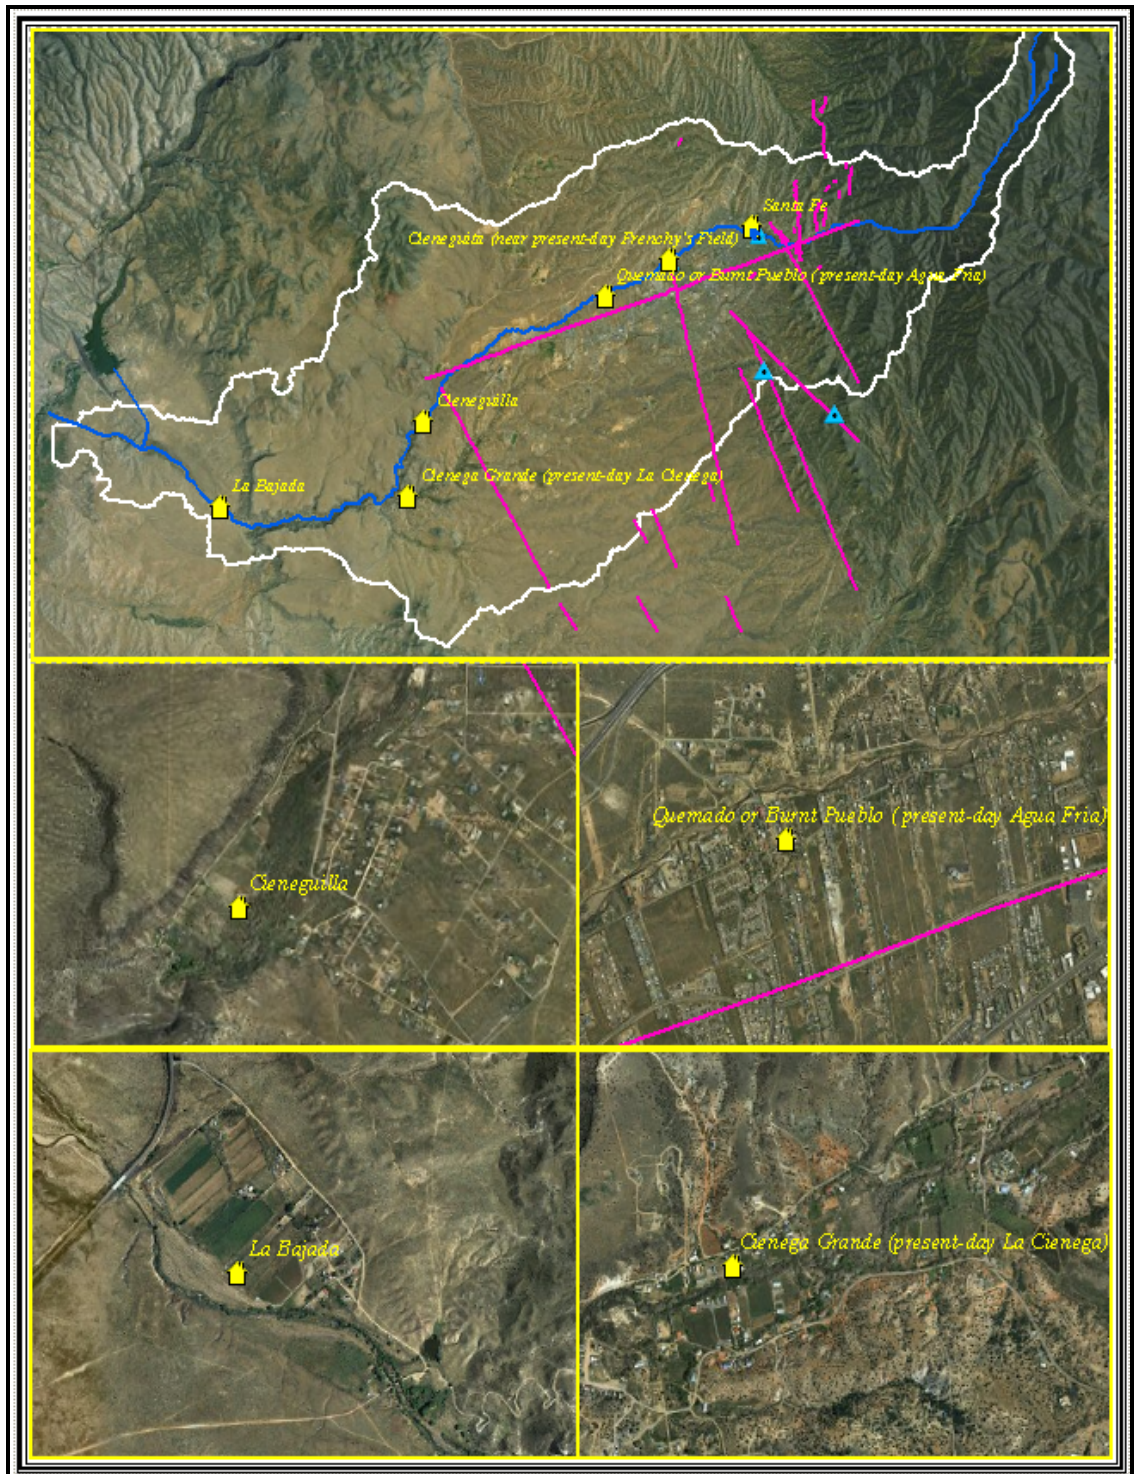 Santa Fe
Cieneguita (near present-day Frenchy's Field)
Quemado or Burnt Pueblo (present-day Agua Fria)
Cieneguilla
Cienega Grande (present-day La Cienega)
La Bajada
Quemado or Burnt Pueblo (present-day Agua Fria)
Cieneguilla
La Bajada
Cienega Grande (present-day La Cienega)